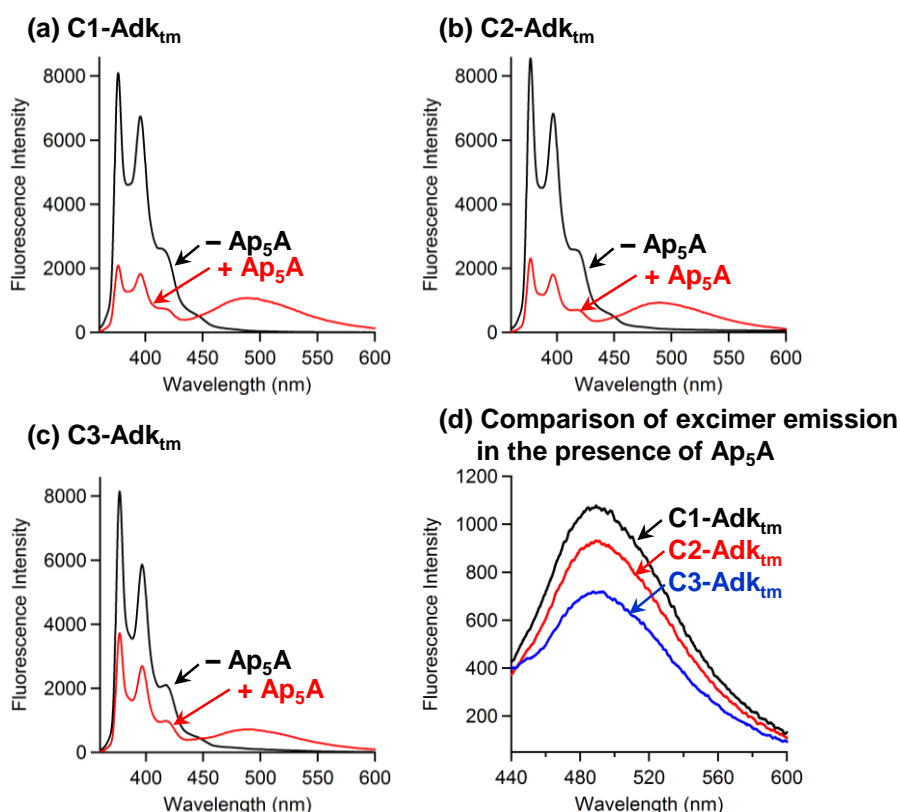 (a) C1-Adktm
Fluorescence Intensity
8000
6000
4000
2000
0
– Ap5A
+ Ap5A
400 450 500 550 600
Wavelength (nm)
(b) C2-Adktm
Fluorescence Intensity
8000
6000
4000
2000
0
– Ap5A
+ Ap5A
400 450 500 550 600
Wavelength (nm)
(c) C3-Adktm
Fluorescence Intensity
8000
6000
4000
2000
0
– Ap5A
+ Ap5A
400 450 500 550 600
Wavelength (nm)
(d) Comparison of excimer emission
in the presence of Ap5A
Fluorescence Intensity
1200
1000
800
600
400
200
C1-Adktm
C2-Adktm
C3-Adktm
440 480 520 560 600
Wavelength (nm)